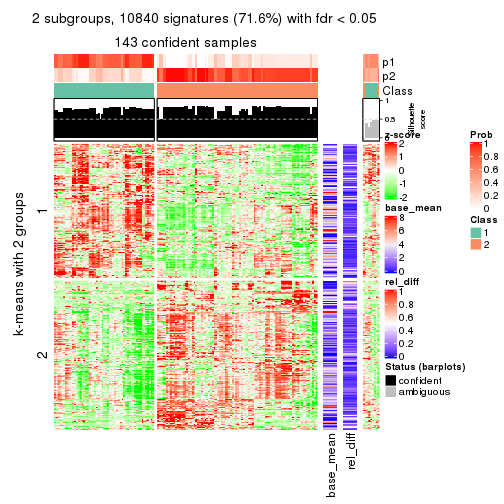 2 subgroups, 10840 signatures (71.6%) with fdr < 0.05
143 confident samples
p1
p2
Class
1
0.5
0
Silhouette
score
k-means with 2 groups
1
2
z-score
2
1
0
-1
-2
base_mean
8
6
4
2
0
rel_diff
1
0.8
0.6
0.4
0.2
0
Status (barplots)
confident
ambiguous
Prob
1
0.8
0.6
0.4
0.2
0
Class
1
2
base_mean
rel_diff